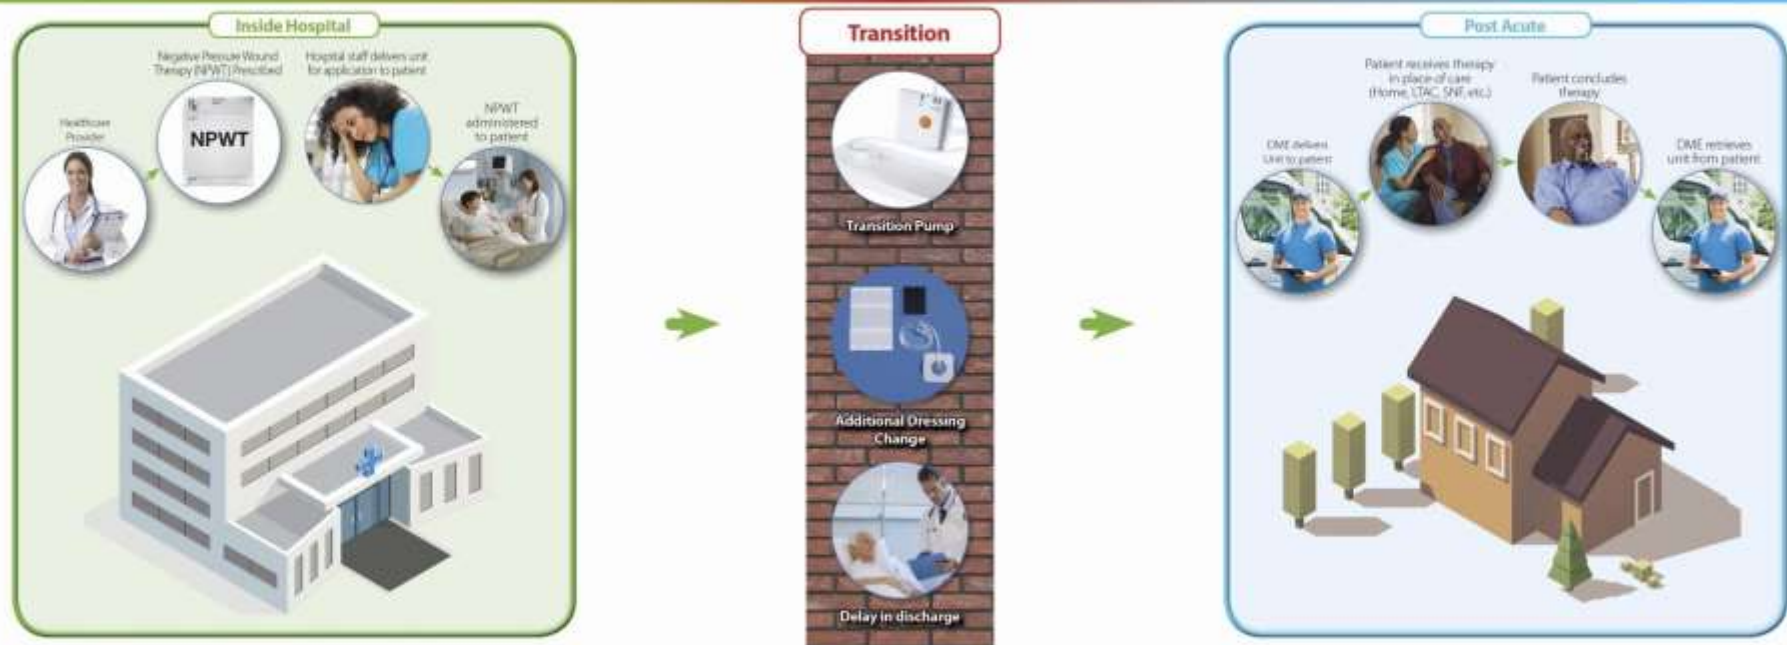 Inside Hospital
Healthcare
Provider
Negative Pressure Wound
Therapy (NPWT) Prescribed
NPWT
Hospital staff delivers unit
for application to patient
NPWT
administered
to patient
Transition
Transition Pump
Additional Dressing
Change
Delay in discharge
Post Acute
DME delivers
Unit to patient
Patient receives therapy
in place of care
(Home, LTAC, SNF, etc.)
Patient concludes
therapy
DME retrieves
unit from patient